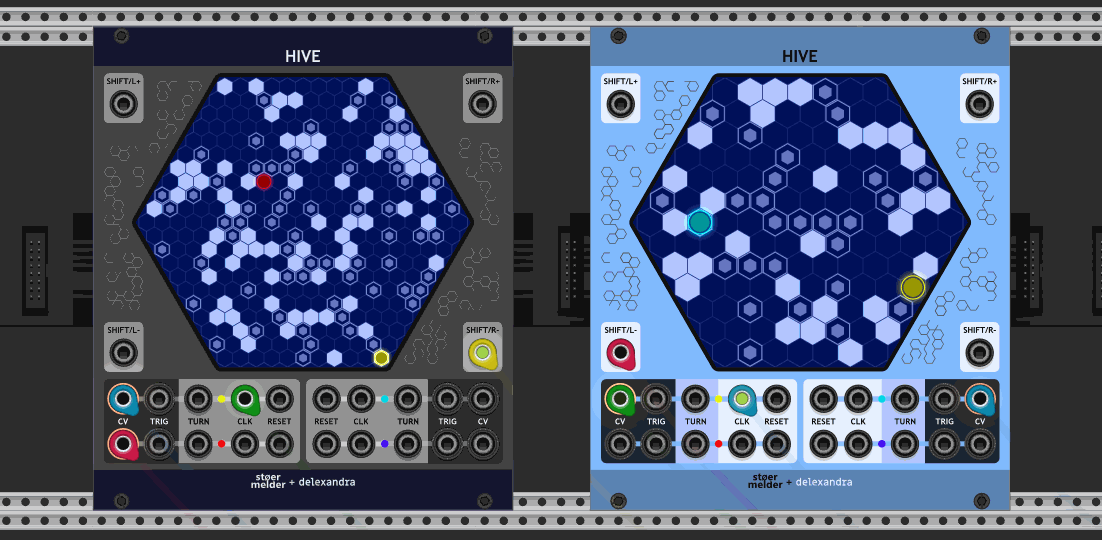 HIVE
SHIFT/L+ SHIFT/R+
SHIFT/L- SHIFT/R-
CV TRIG TURN CLK RESET RESET CLK TURN TRIG CV
støer
melder + delexandra
HIVE
SHIFT/L+ SHIFT/R+
SHIFT/L- SHIFT/R-
CV TRIG TURN CLK RESET RESET CLK TURN TRIG CV
støer
melder + delexandra